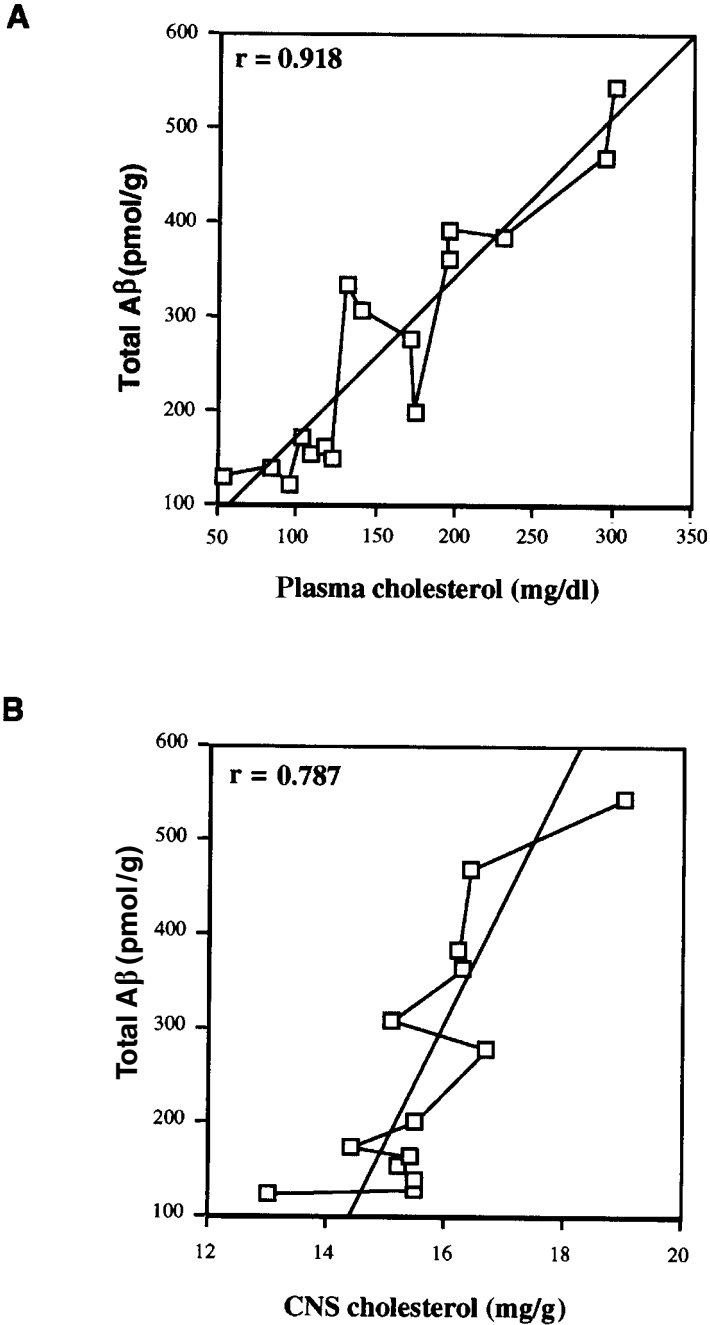 A
r = 0.918
600
500
400
300
200
100
Total Aβ(pmol/g)
50 100 150 200 250 300 350
Plasma cholesterol (mg/dl)
B
r = 0.787
600
500
400
300
200
100
Total Aβ(pmol/g)
12 14 16 18 20
CNS cholesterol (mg/g)